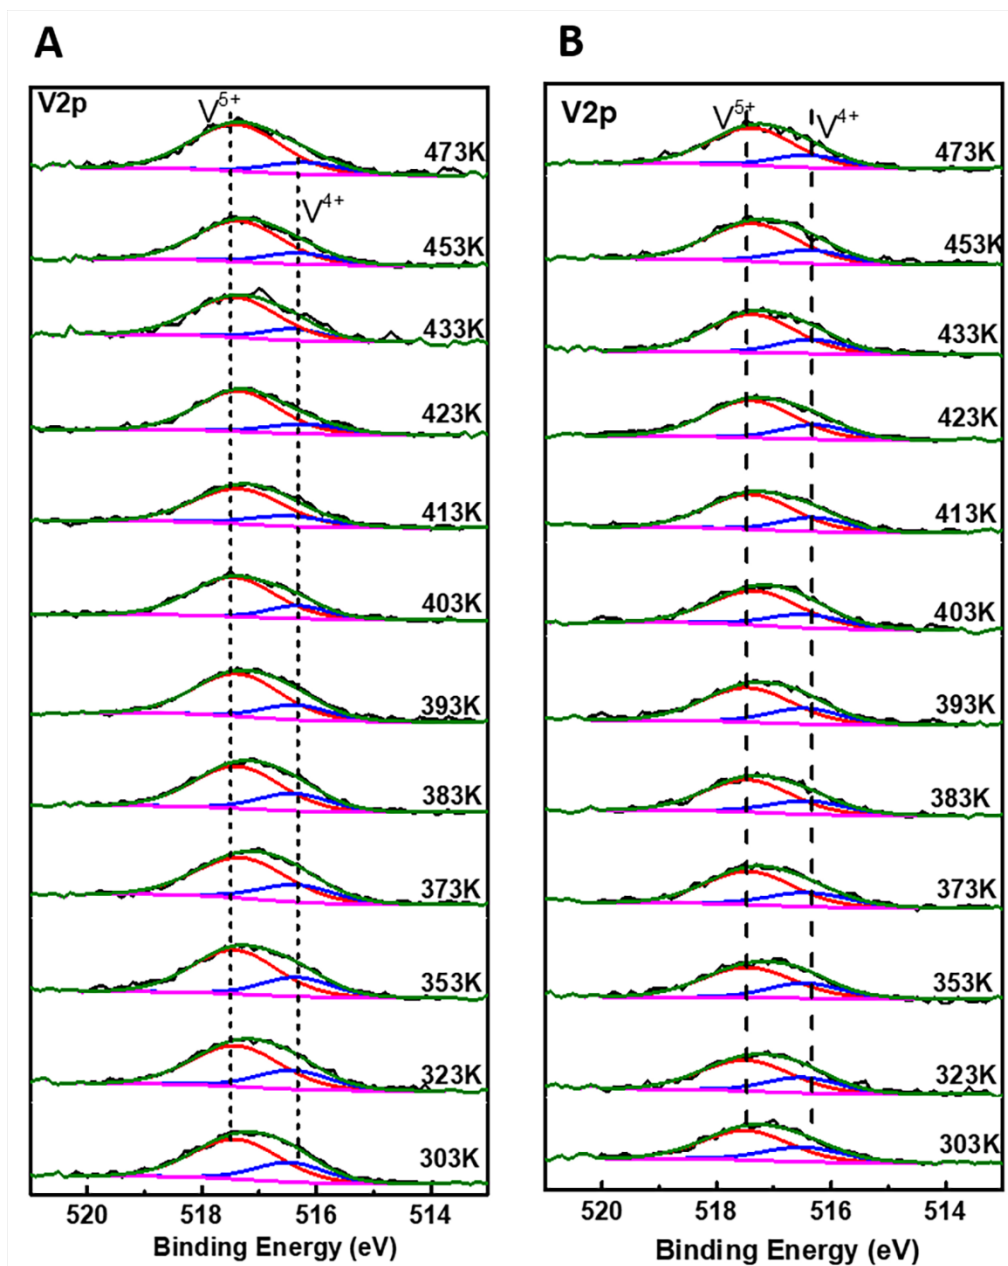 A
V2p
V5+
V4+
473K
453K
433K
423K
413K
403K
393K
383K
373K
353K
323K
303K
520 518 516 514
Binding Energy (eV)
B
V2p
V5+
V4+
473K
453K
433K
423K
413K
403K
393K
383K
373K
353K
323K
303K
520 518 516 514
Binding Energy (eV)